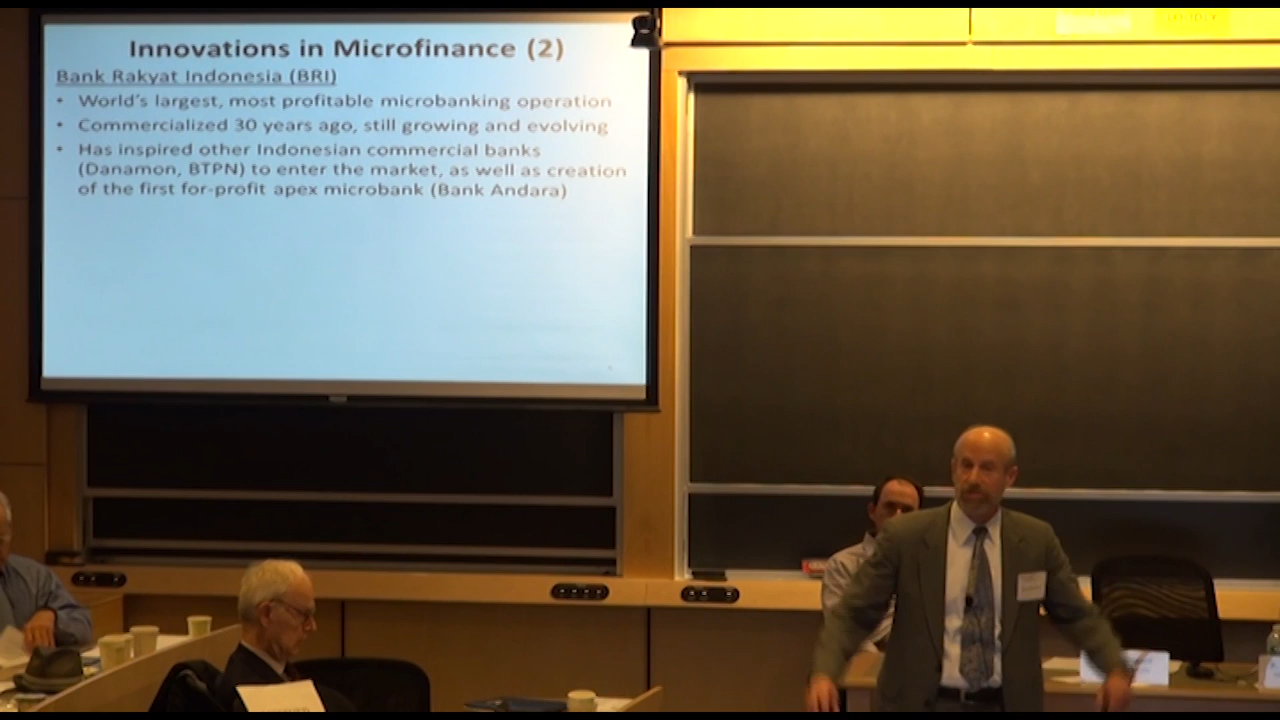 Innovations in Microfinance (2)
Bank Rakyat Indonesia (BRI)
• World's largest, most profitable microbanking operation
• Commercialized 30 years ago, still growing and evolving
• Has inspired other Indonesian commercial banks
(Danamon, BTPN) to enter the market, as well as creation
of the first for-profit apex microbank (Bank Andara)